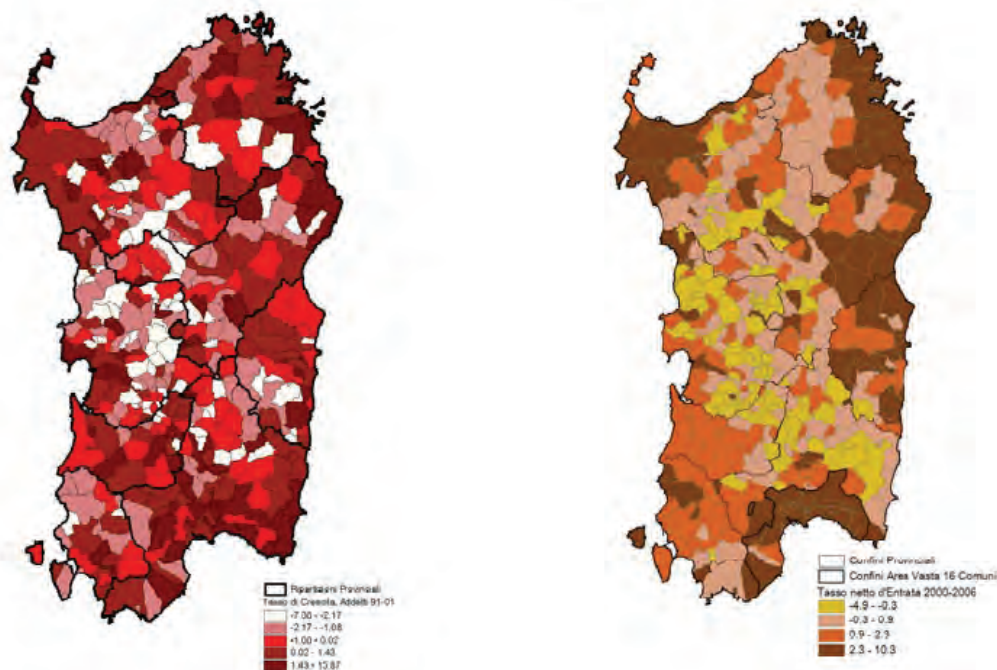 Ripartizioni Provinciali
Tasso di Crescita, Addetti 91-01
-7.00 - -2.17
-2.17 - -1.08
-1.00 - 0.02
0.02 - 1.43
1.43 - 13.87
Confini Provinciali
Confini Area Vasta 16 Comuni
Tasso netto d'Entrata 2000-2006
-4.9 - -0.3
-0.3 - 0.9
0.9 - 2.3
2.3 - 10.3